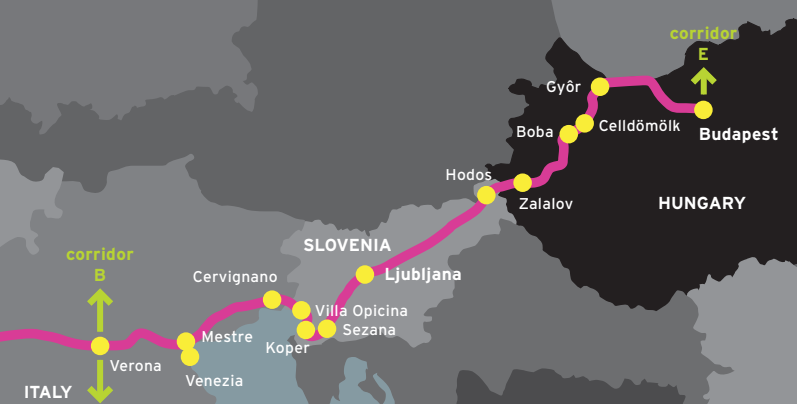 corridor
E
Gyôr
Boba
Celldömölk
Budapest
Hodos
Zalalov
HUNGARY
SLOVENIA
corridor
B
Cervignano
Ljubljana
Villa Opicina
Mestre
Koper
Sezana
Verona
Venezia
ITALY